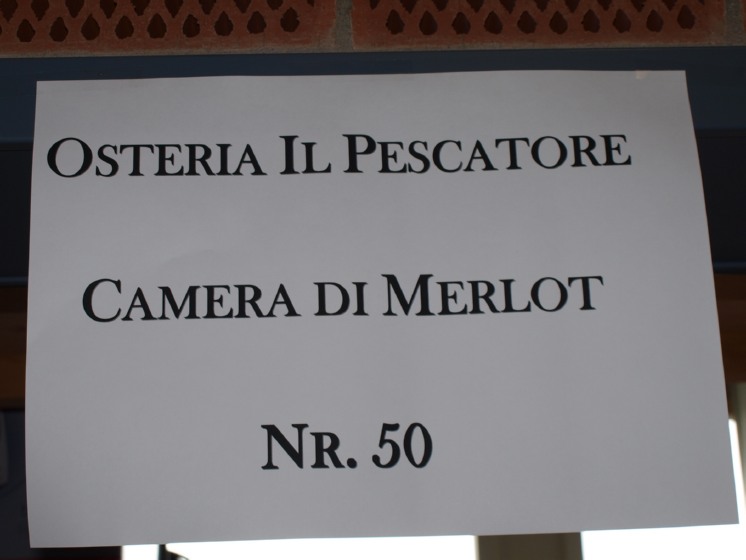 OSTERIA IL PESCATORE
CAMERA DI MERLOT
NR. 50